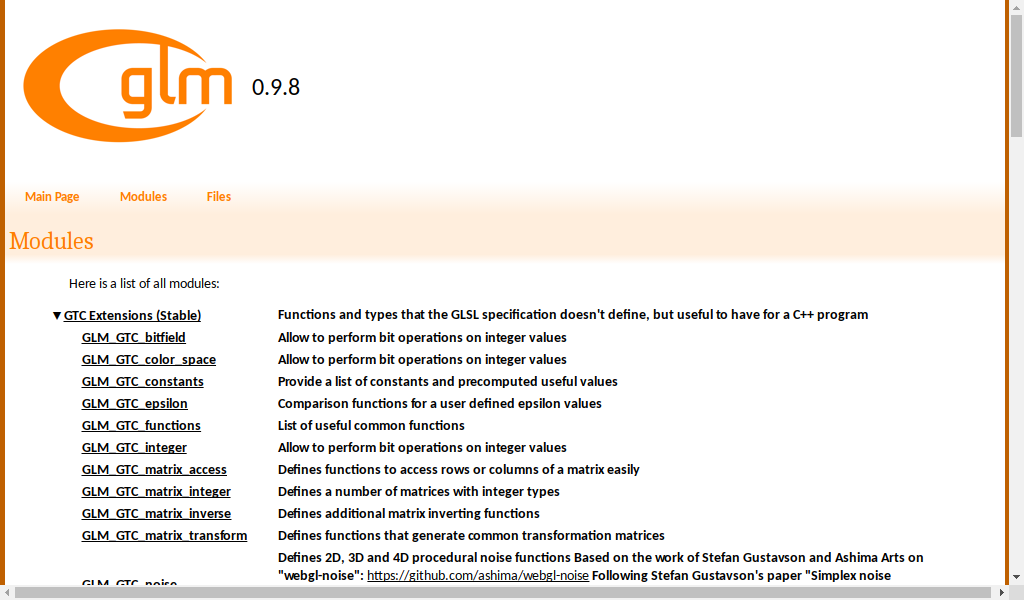 glm 0.9.8
Main Page Modules Files
Modules
Here is a list of all modules:
▼GTC Extensions (Stable) Functions and types that the GLSL specification doesn't define, but useful to have for a C++ program
GLM_GTC_bitfield Allow to perform bit operations on integer values
GLM_GTC_color_space Allow to perform bit operations on integer values
GLM_GTC_constants Provide a list of constants and precomputed useful values
GLM_GTC_epsilon Comparison functions for a user defined epsilon values
GLM_GTC_functions List of useful common functions
GLM_GTC_integer Allow to perform bit operations on integer values
GLM_GTC_matrix_access Defines functions to access rows or columns of a matrix easily
GLM_GTC_matrix_integer Defines a number of matrices with integer types
GLM_GTC_matrix_inverse Defines additional matrix inverting functions
GLM_GTC_matrix_transform Defines functions that generate common transformation matrices
Defines 2D, 3D and 4D procedural noise functions Based on the work of Stefan Gustavson and Ashima Arts on
"webgl-noise": https://github.com/ashima/webgl-noise Following Stefan Gustavson's paper "Simplex noise
GLM_GTC_noise